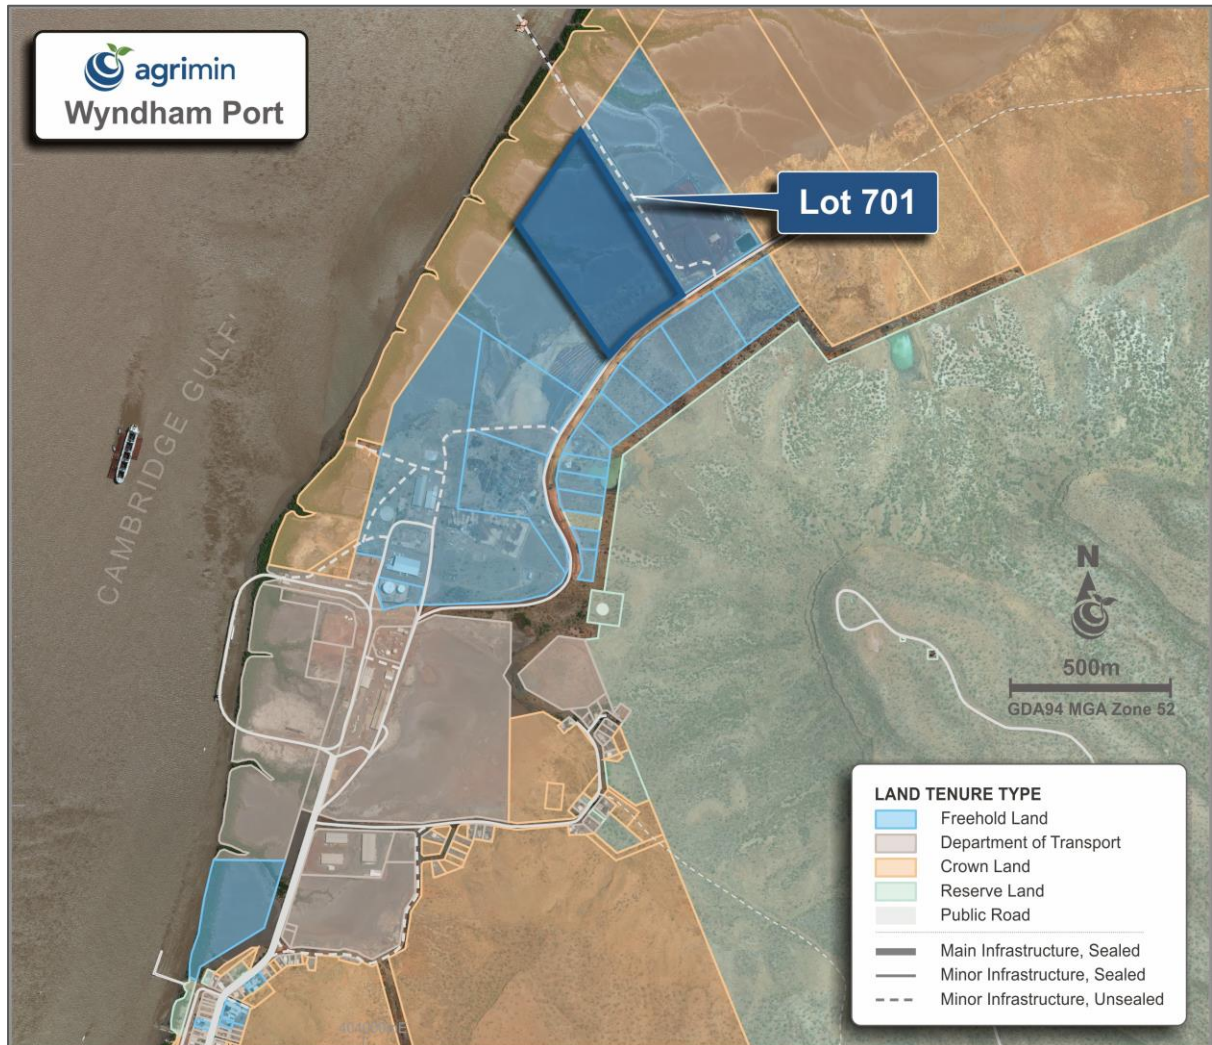 agrimin
Wyndham Port
Lot 701
CAMBRIDGE GULF
N
500m
GDA94 MGA Zone 52
LAND TENURE TYPE
Freehold Land
Department of Transport
Crown Land
Reserve Land
Public Road
Main Infrastructure, Sealed
Minor Infrastructure, Sealed
Minor Infrastructure, Unsealed